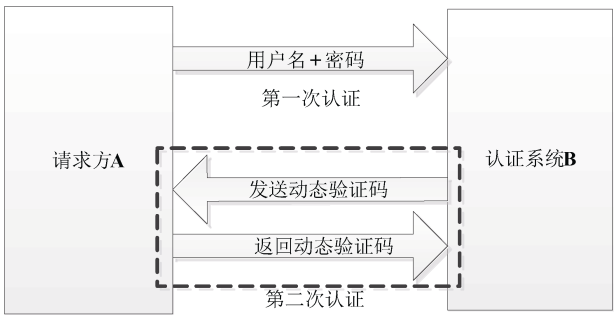 用户名+密码
第一次认证
请求方A
认证系统B
发送动态验证码
返回动态验证码
第二次认证